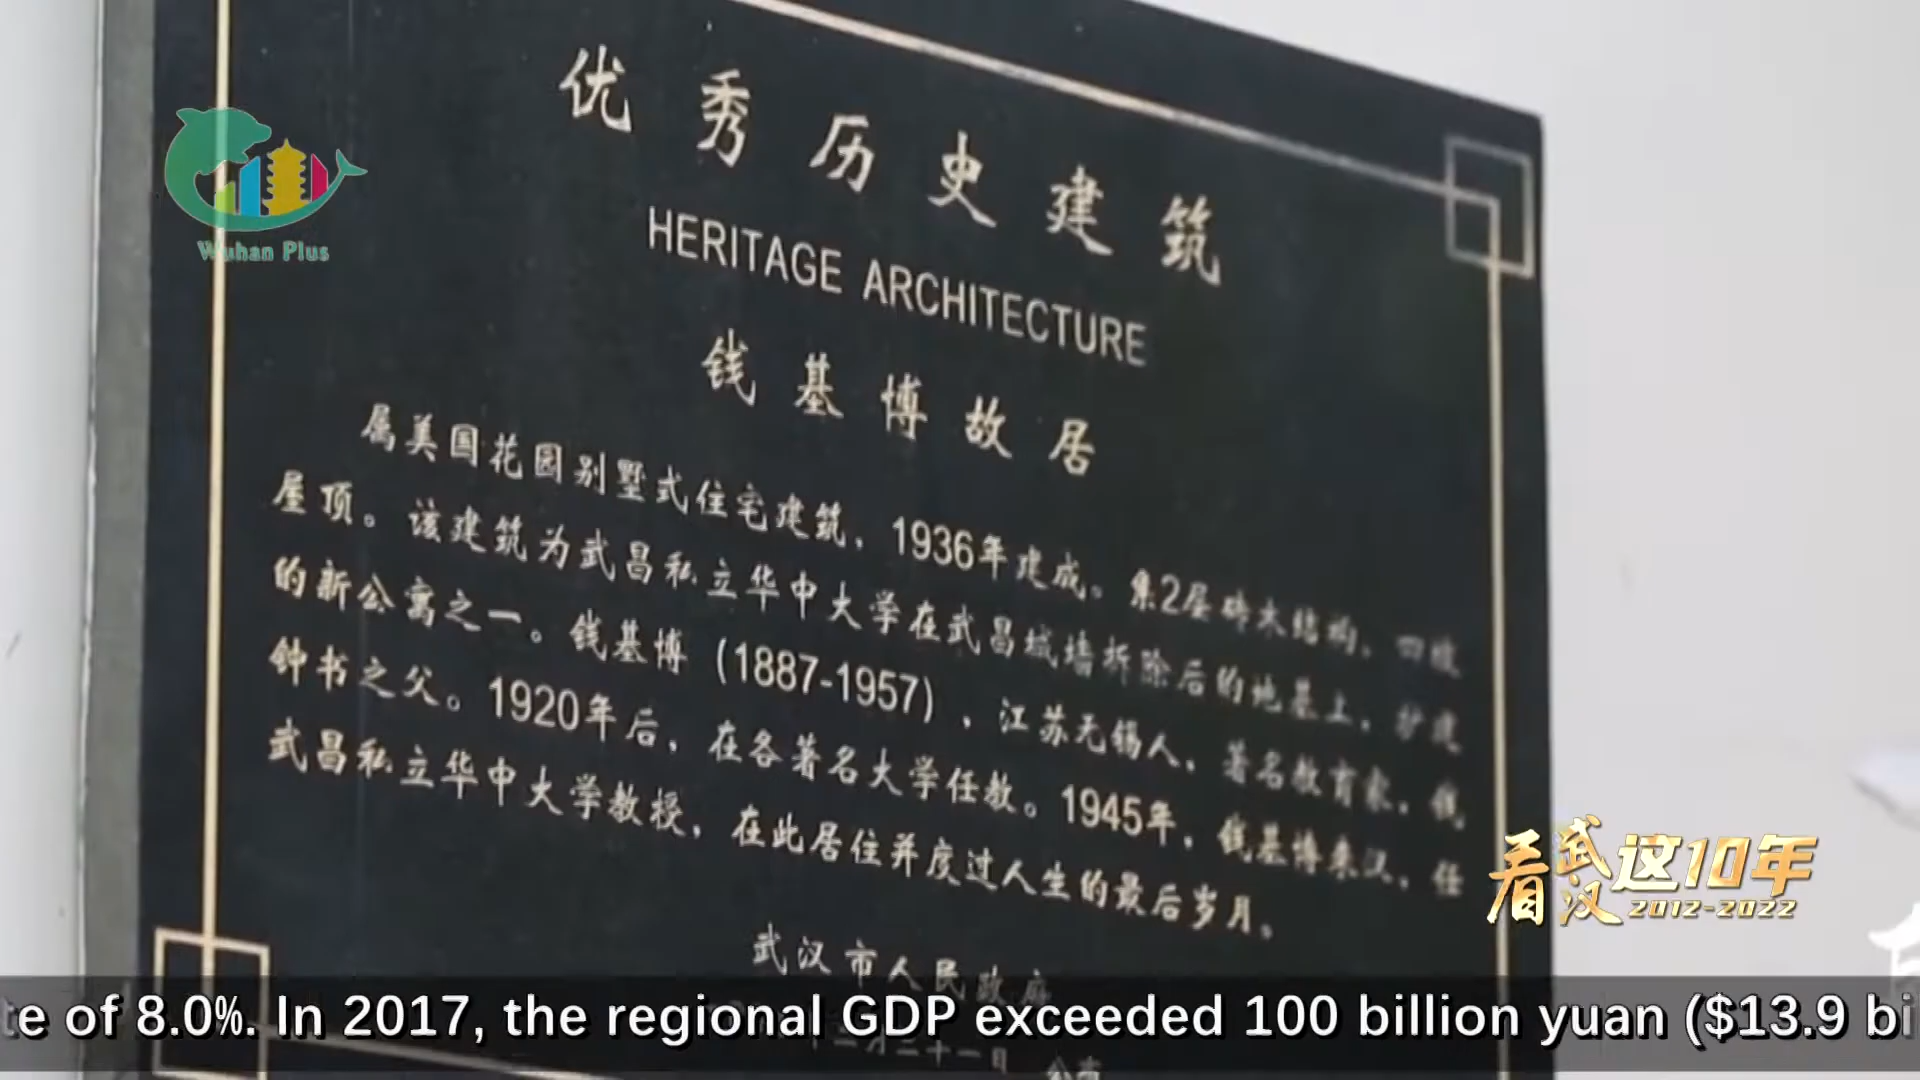 优秀历史建筑
HERITAGE ARCHITECTURE
钱基博故居
属美国花园别墅式住宅建筑，1936年建成。系2层砖木结构，四坡
屋顶。该建筑为武昌私立华中大学在武昌城墙拆除后的地基上，扩建
的新公寓之一。钱基博（1887-1957)，江苏无锡人，著名教育家，钱
钟书之父。1920年后，在各著名大学任教。1945年，钱基博来汉，任
武昌私立华中大学教授，在此居住并度过人生的最后岁月。
武汉市人民政府
Wuhan Plus
看武汉这10年
2012-2022
te of 8.0%. In 2017, the regional GDP exceeded 100 billion yuan ($13.9 bi